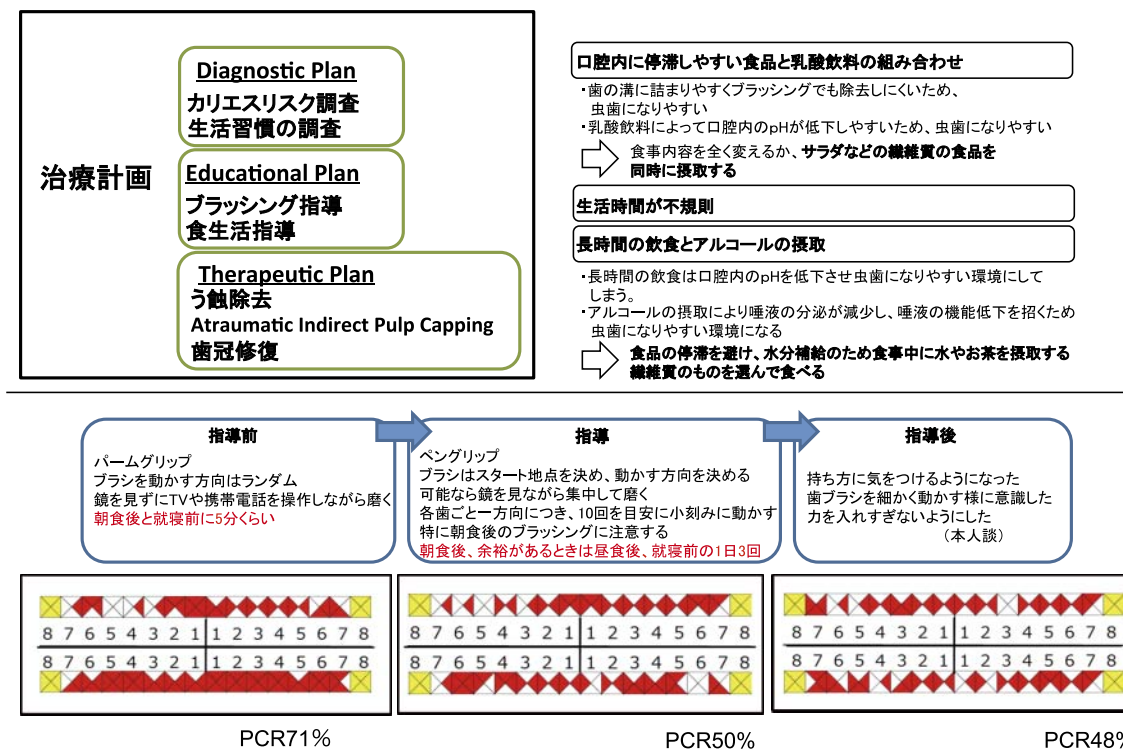 治療計画
Diagnostic Plan
カリエスリスク調査
生活習慣の調査
Educational Plan
ブラッシング指導
食生活指導
Therapeutic Plan
う蝕除去
Atraumatic Indirect Pulp Capping
歯冠修復
口腔内に停滞しやすい食品と乳酸飲料の組み合わせ
・歯の溝に詰まりやすくブラッシングでも除去しにくいため、
虫歯になりやすい
・乳酸飲料によって口腔内のpHが低下しやすいため、虫歯になりやすい
食事内容を全く変えるか、サラダなどの繊維質の食品を
同時に摂取する
生活時間が不規則
長時間の飲食とアルコールの摂取
・長時間の飲食は口腔内のpHを低下させ虫歯になりやすい環境にして
しまう。
・アルコールの摂取により唾液の分泌が減少し、唾液の機能低下を招くため
虫歯になりやすい環境になる
食品の停滞を避け、水分補給のため食事中に水やお茶を摂取する
繊維質のものを選んで食べる
指導前
パームグリップ
ブラシを動かす方向はランダム
鏡を見ずにTVや携帯電話を操作しながら磨く
朝食後と就寝前に5分くらい
指導
ペングリップ
ブラシはスタート地点を決め、動かす方向を決める
可能なら鏡を見ながら集中して磨く
各歯ごと一方向につき、10回を目安に小刻みに動かす
特に朝食後のブラッシングに注意する
朝食後、余裕があるときは昼食後、就寝前の1日3回
指導後
持ち方に気をつけるようになった
歯ブラシを細かく動かす様に意識した
力を入れすぎないようにした
（本人談）
8 7 6 5 4 3 2 1 1 2 3 4 5 6 7 8
8 7 6 5 4 3 2 1 1 2 3 4 5 6 7 8
PCR71%
8 7 6 5 4 3 2 1 1 2 3 4 5 6 7 8
8 7 6 5 4 3 2 1 1 2 3 4 5 6 7 8
PCR50%
8 7 6 5 4 3 2 1 1 2 3 4 5 6 7 8
8 7 6 5 4 3 2 1 1 2 3 4 5 6 7 8
PCR48%